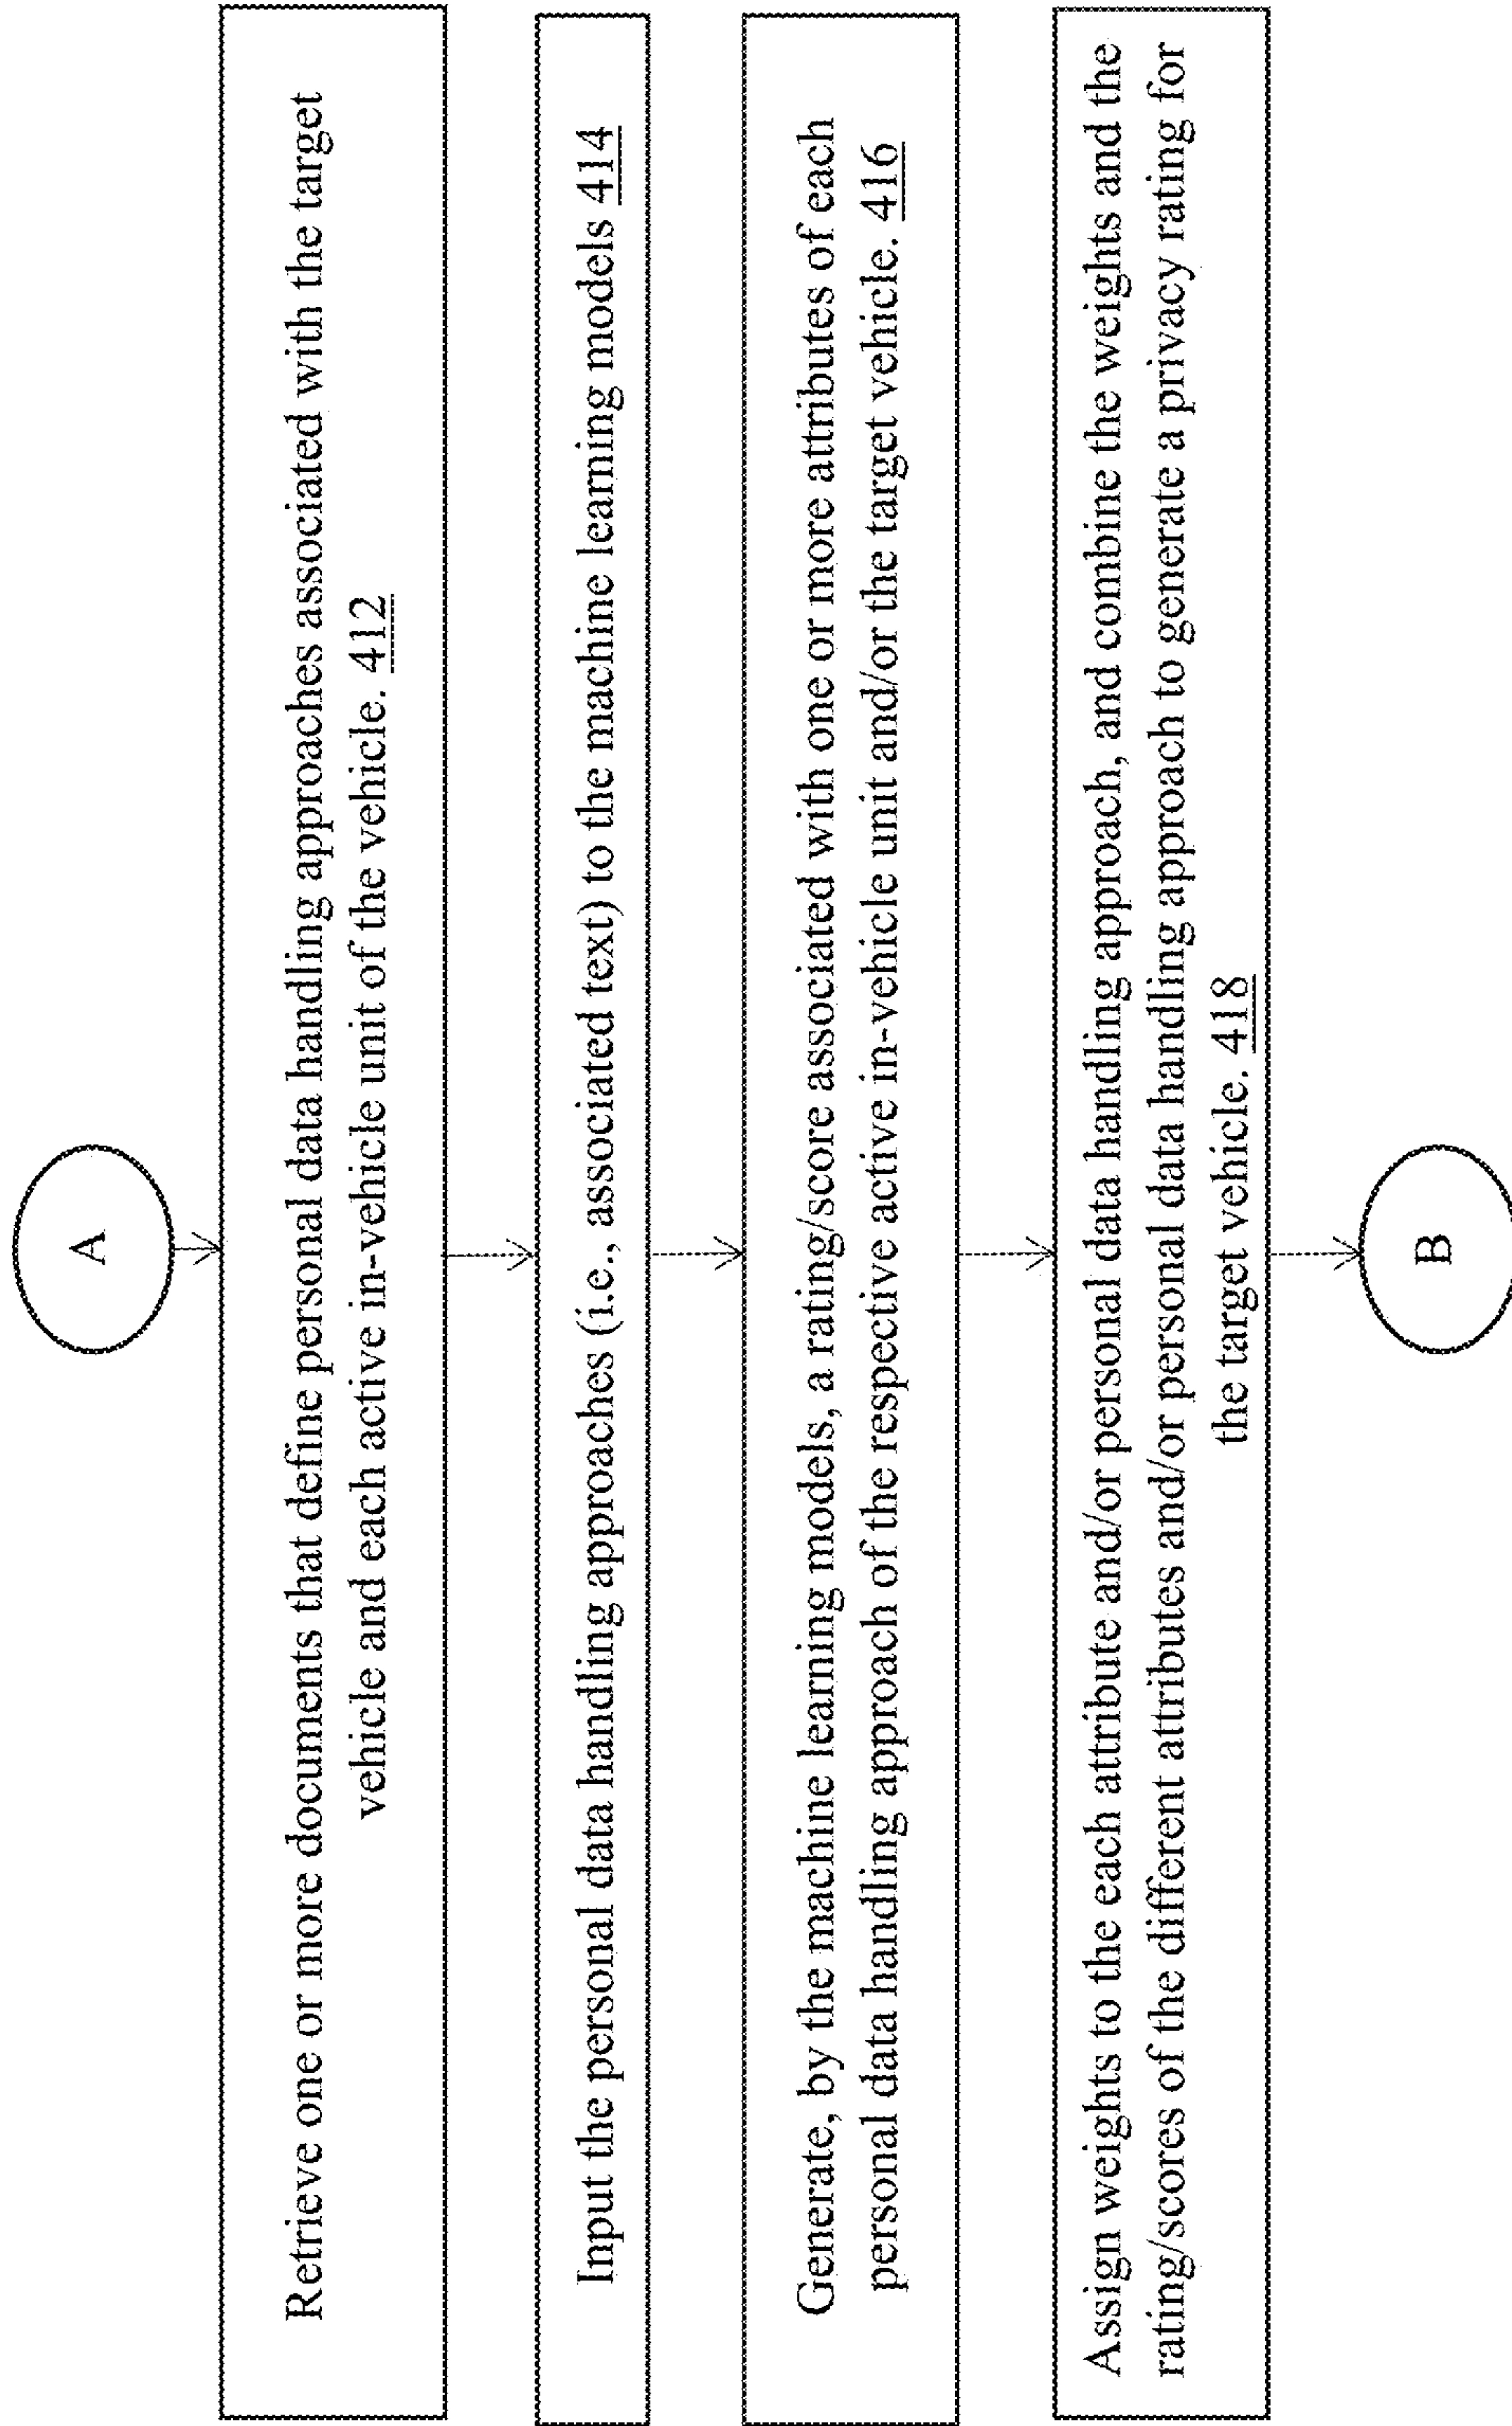 A
Retrieve one or more documents that define personal data handling approaches associated with the target
vehicle and each active in-vehicle unit of the vehicle. 412
Input the personal data handling approaches (i.e., associated text) to the machine learning models 414
Generate, by the machine learning models, a rating/score associated with one or more attributes of each
personal data handling approach of the respective active in-vehicle unit and/or the target vehicle. 416
Assign weights to the each attribute and/or personal data handling approach, and combine the weights and the
rating/scores of the different attributes and/or personal data handling approach to generate a privacy rating for
the target vehicle. 418
B